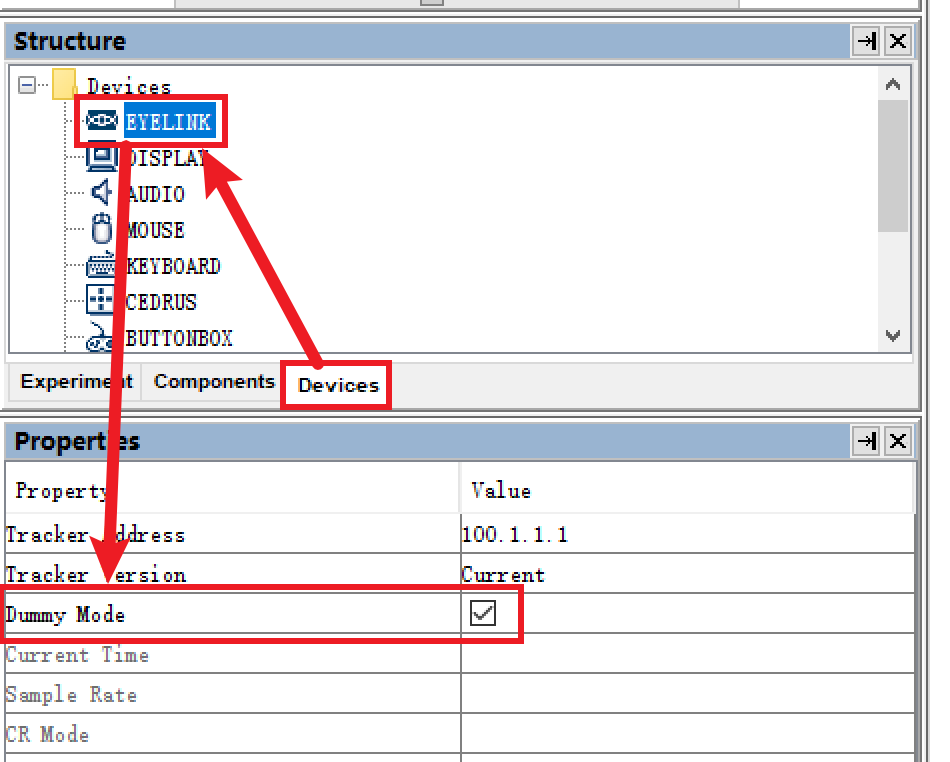 Structure
Devices
EYELINK
DISPLAY
AUDIO
MOUSE
KEYBOARD
CEDRUS
BUTTONBOX
Experiment Components Devices
Properties
Property Value
Tracker Address 100.1.1.1
Tracker Version Current
Dummy Mode
Current Time
Sample Rate
CR Mode